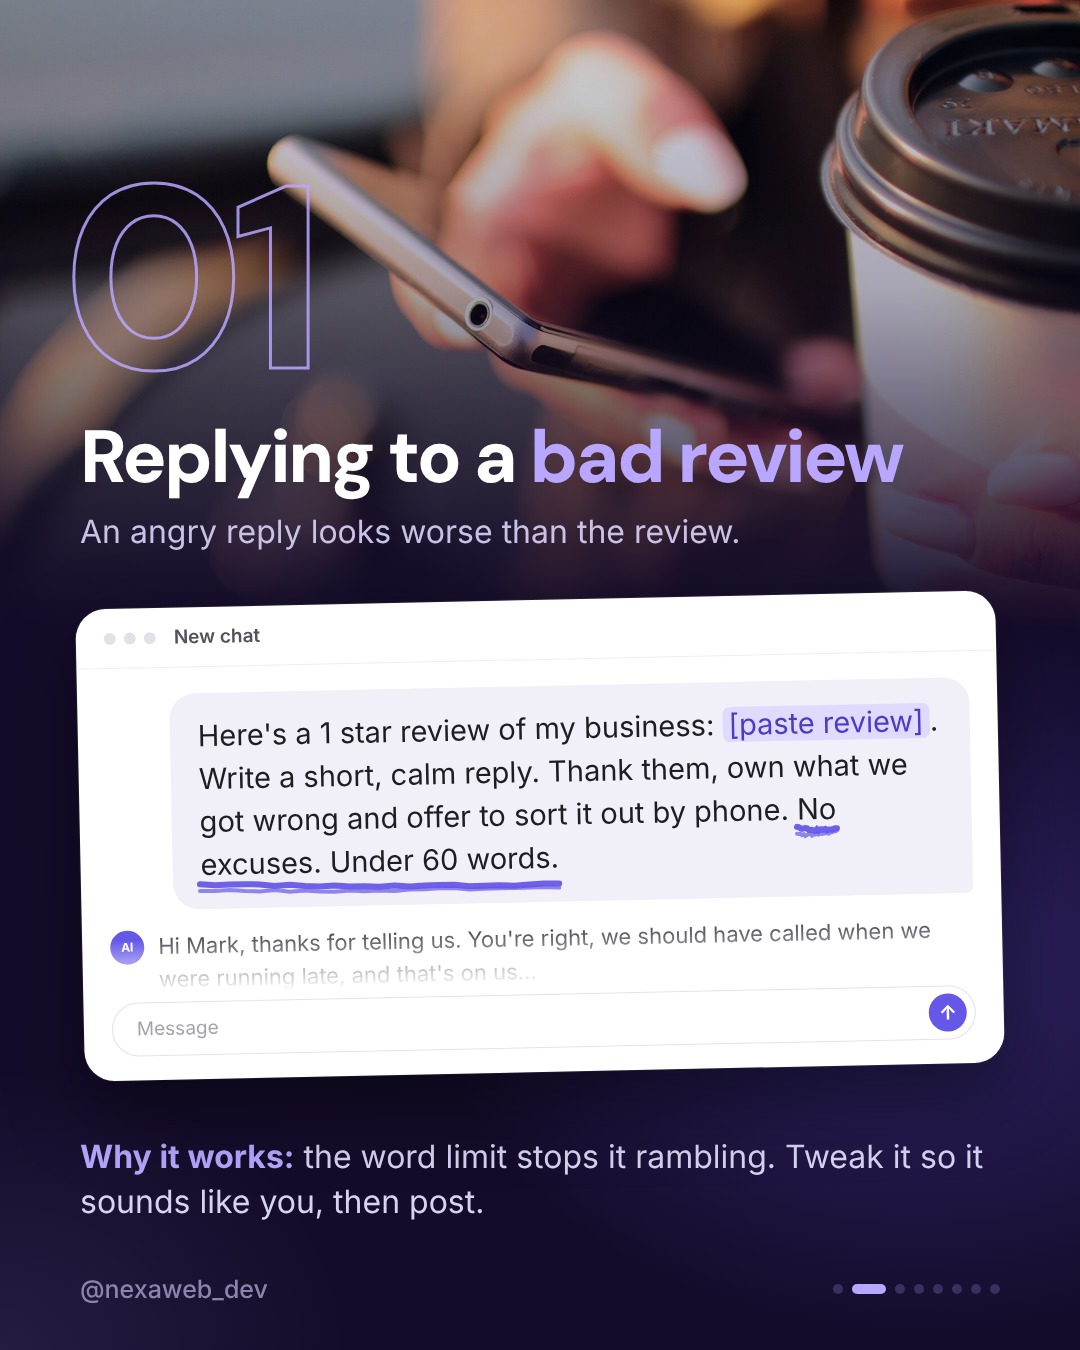 01
Replying to a bad review
An angry reply looks worse than the review.
New chat
Here's a 1 star review of my business: [paste review].
Write a short, calm reply. Thank them, own what we
got wrong and offer to sort it out by phone. No
excuses. Under 60 words.
AI
Hi Mark, thanks for telling us. You're right, we should have called when we
were running late, and that's on us...
Message
Why it works: the word limit stops it rambling. Tweak it so it
sounds like you, then post.
@nexaweb_dev